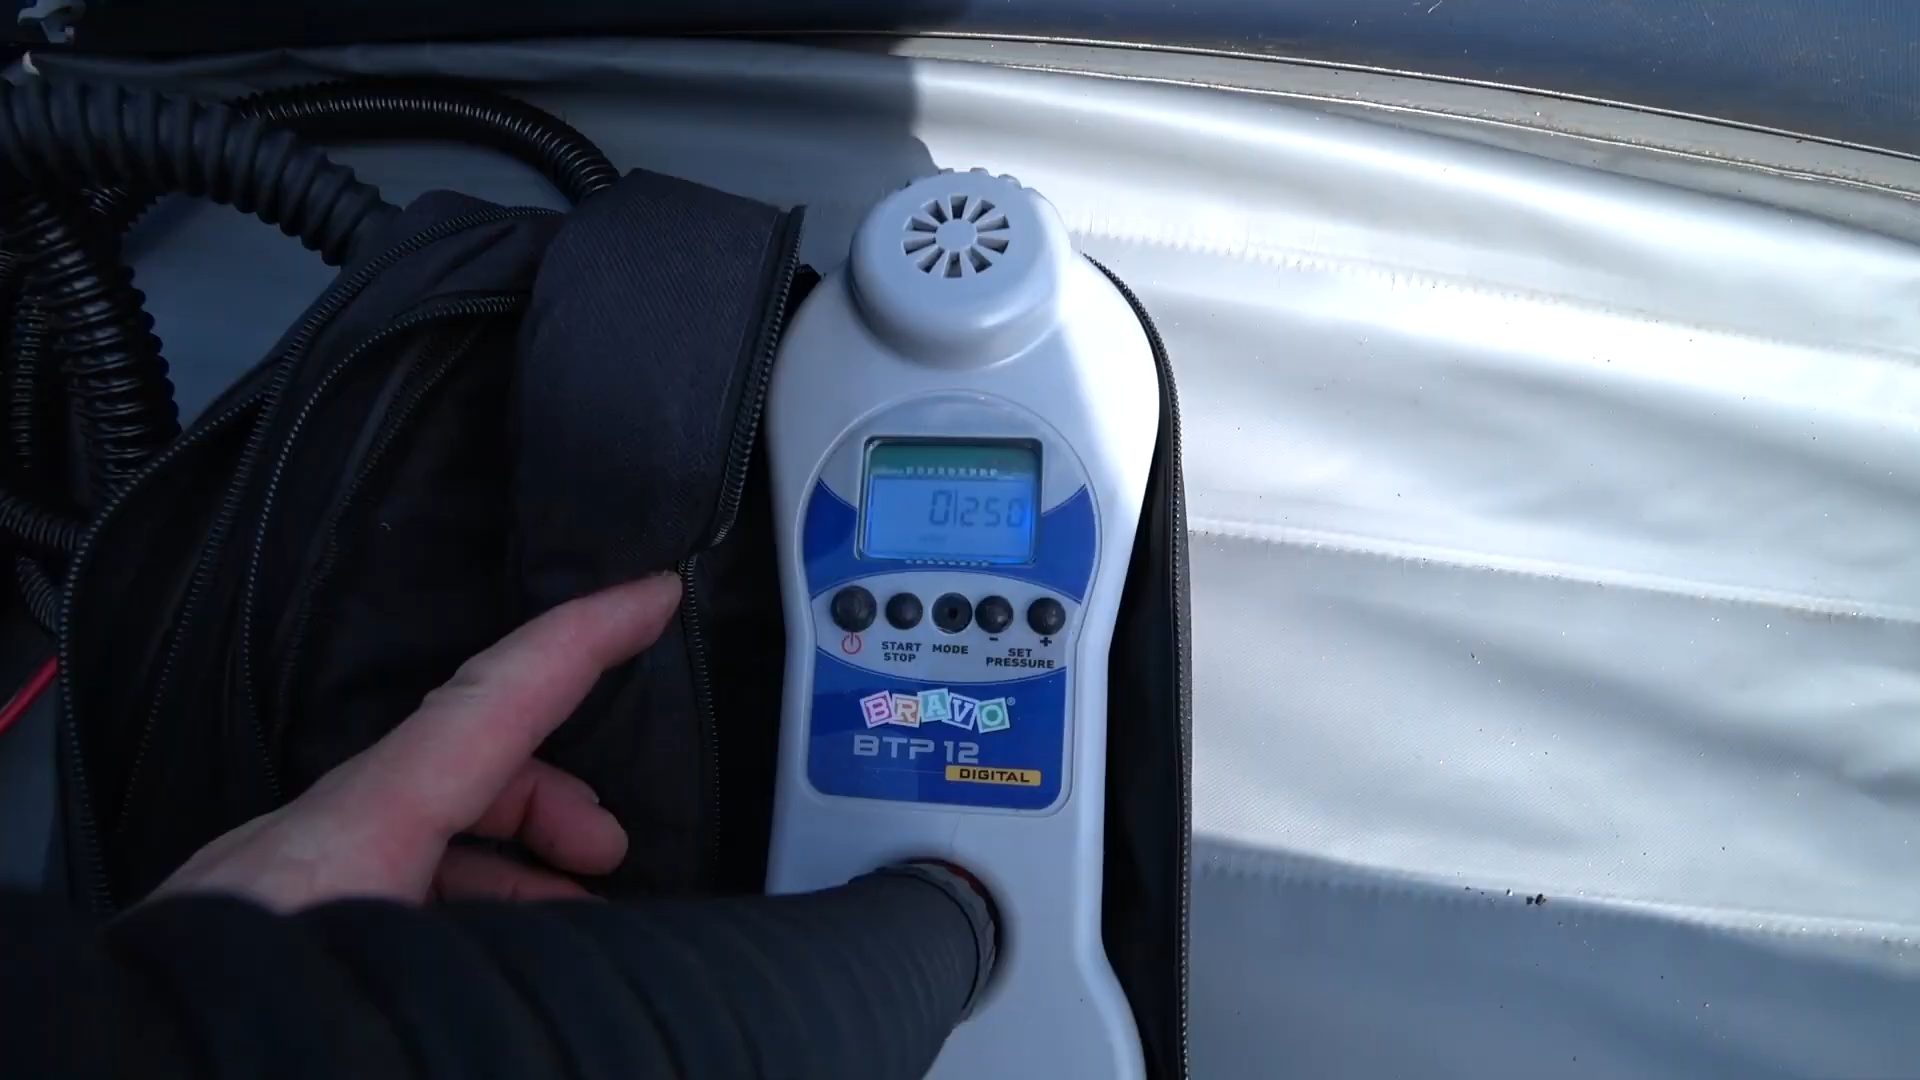 0|250
START
STOP
MODE
-
+
SET
PRESSURE
BRAVO®
BTP 12
DIGITAL